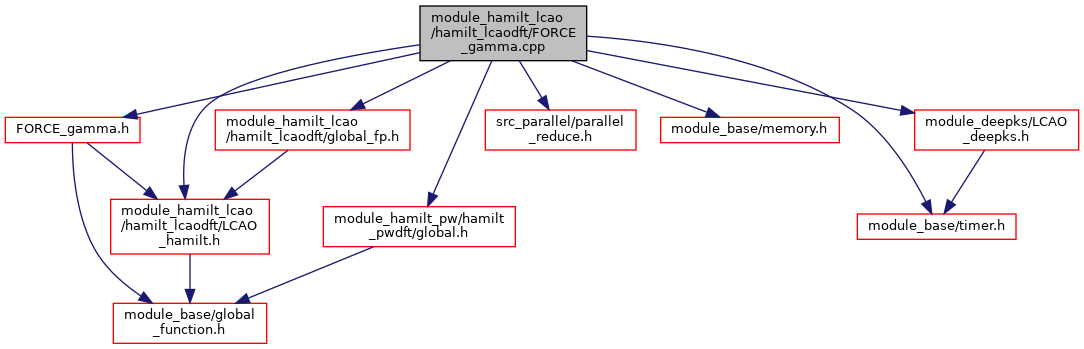 module_hamilt_lcao
/hamilt_lcaodft/FORCE
_gamma.cpp
FORCE_gamma.h
module_hamilt_lcao
/hamilt_lcaodft/global_fp.h
src_parallel/parallel
_reduce.h
module_base/memory.h
module_deepks/LCAO
_deepks.h
module_hamilt_lcao
/hamilt_lcaodft/LCAO
_hamilt.h
module_hamilt_pw/hamilt
_pwdft/global.h
module_base/timer.h
module_base/global
_function.h